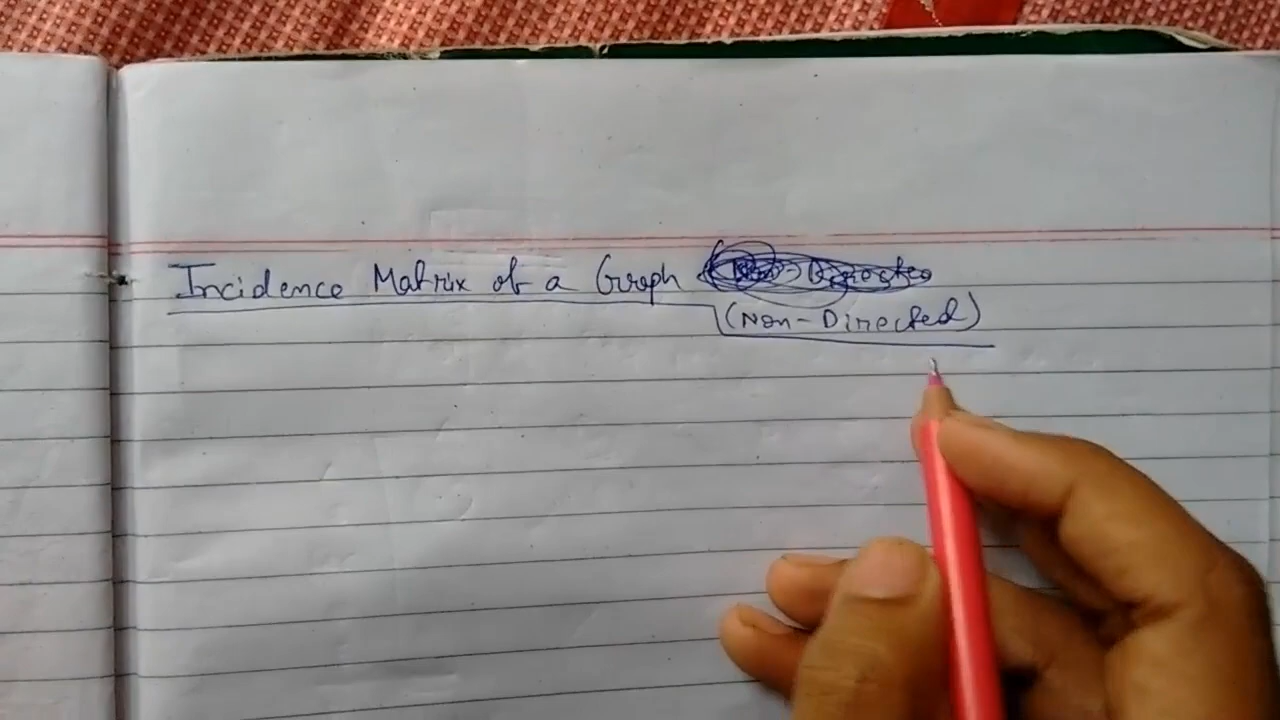 Incidence Matrix of a Graph
(Non-Directed)